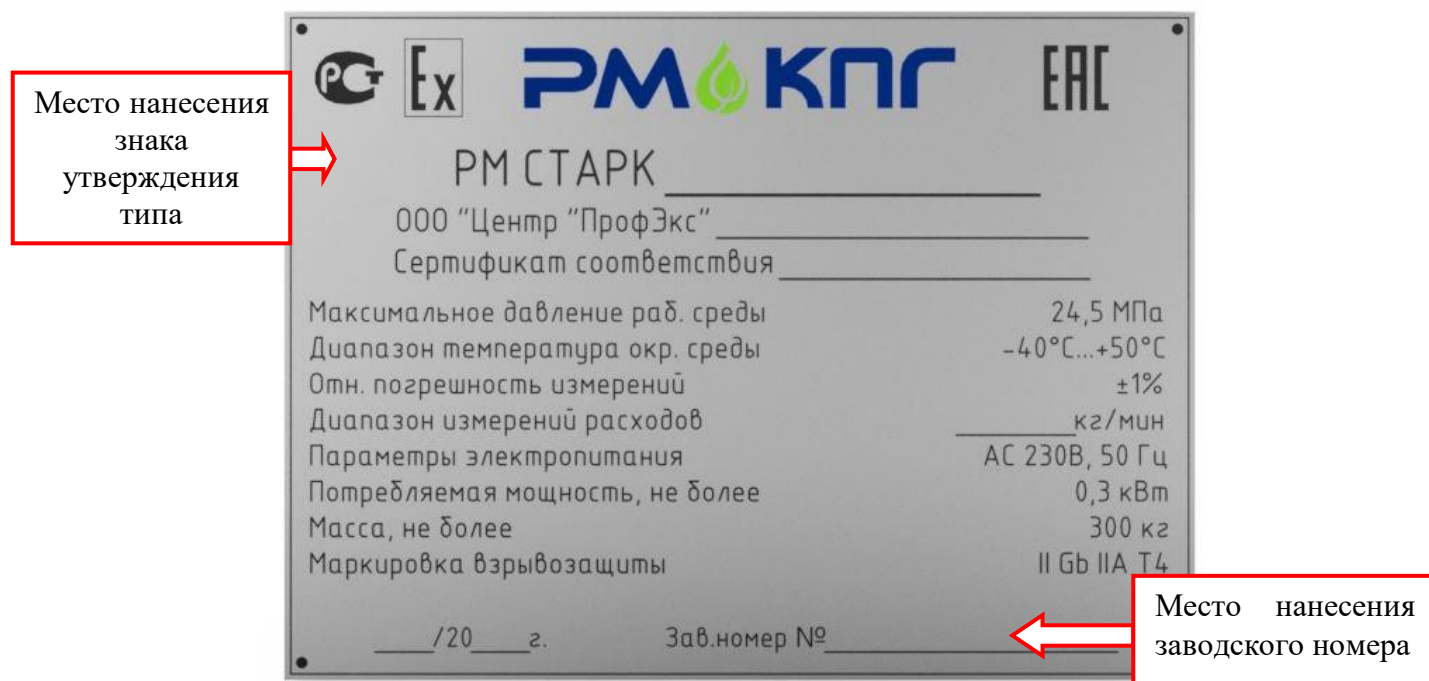 Место нанесения
знака
утверждения
типа
РСТ Ex РМ КПГ EAC
РМ СТАРК
ООО "Центр "ПрофЭкс"
Сертификат соответствия
Максимальное давление раб. среды 24,5 МПа
Диапазон температура окр. среды -40°C...+50°C
Отн. погрешность измерений ±1%
Диапазон измерений расходов кг/мин
Параметры электропитания АС 230В, 50 Гц
Потребляемая мощность, не более 0,3 кВт
Масса, не более 300 кг
Маркировка взрывозащиты II Gb IIA T4
/20 г. Зав.номер №
Место нанесения
заводского номера